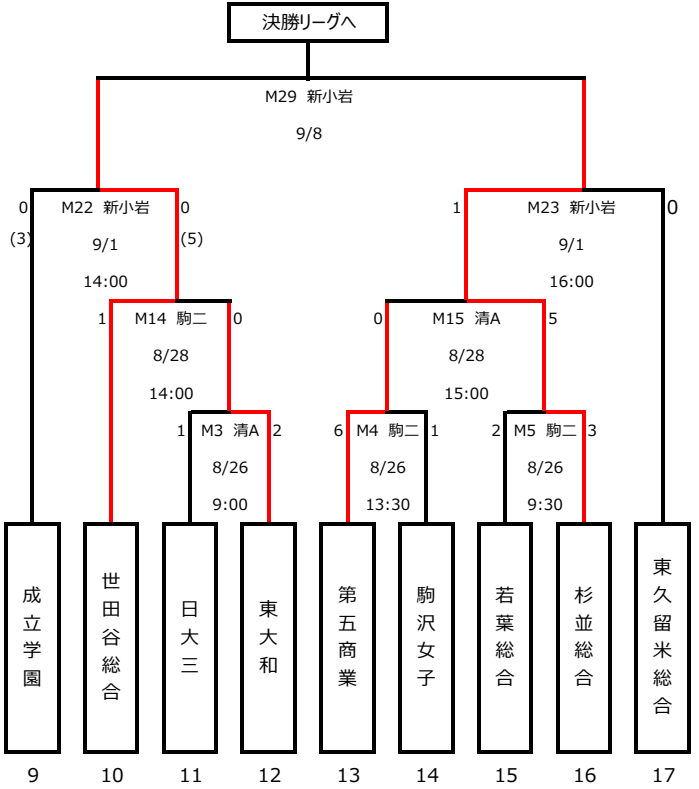 決勝リーグへ
M29 新小岩
9/8
0 M22 新小岩 0
1 M23 新小岩 0
(3) 9/1 (5)
9/1
14:00
16:00
1 M14 駒二 0
0 M15 清A 5
8/28
8/28
14:00
15:00
1 M3 清A 2
6 M4 駒二 1
2 M5 駒二 3
8/26
8/26
8/26
9:00
13:30
9:30
成立学園
世田谷総合
日大三
東大和
第五商業
駒沢女子
若葉総合
杉並総合
東久留米総合
9 10 11 12 13 14 15 16 17